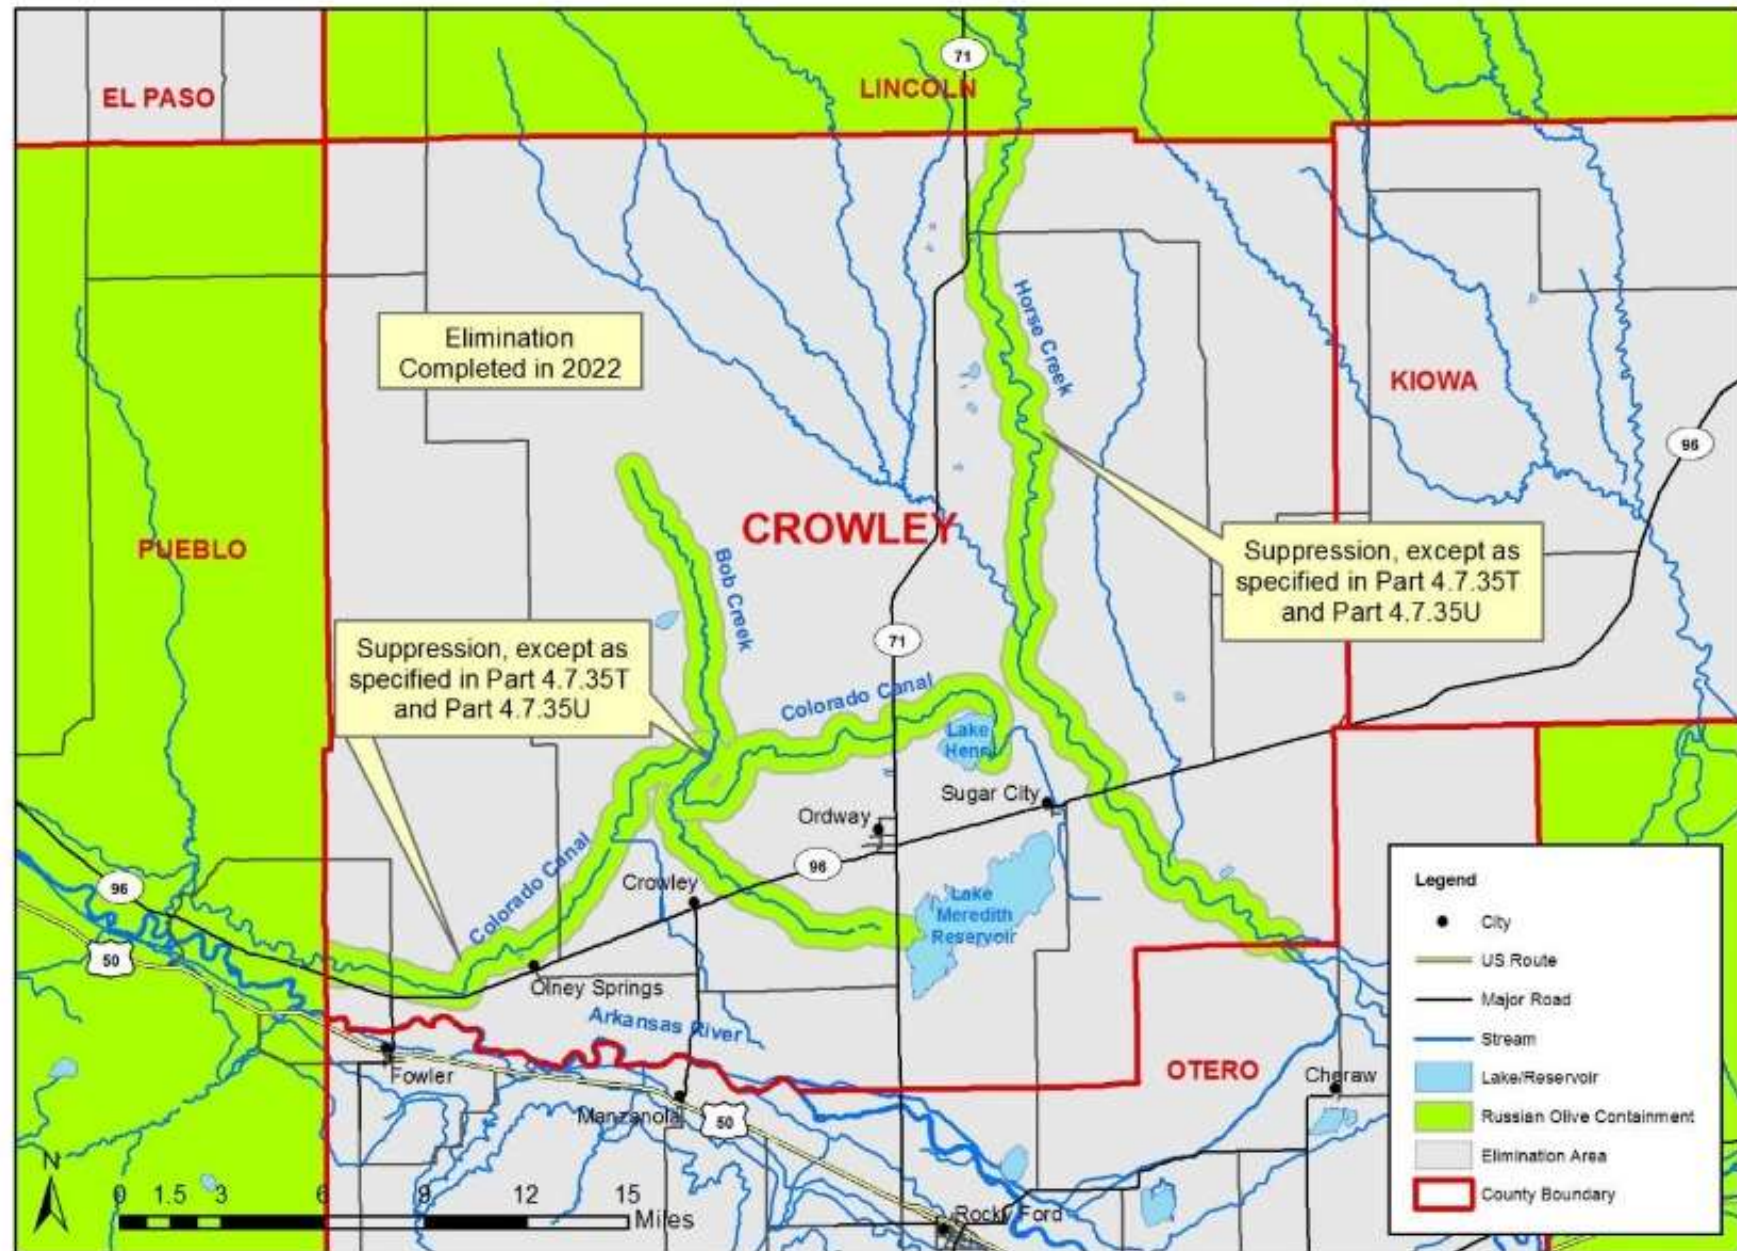 71
LINCOLN
EL PASO
Horse Creek
Elimination
Completed in 2022
KIOWA
96
CROWLEY
PUEBLO
Bob Creek
Suppression, except as
specified in Part 4.7.35T
and Part 4.7.35U
Suppression, except as
specified in Part 4.7.35T
and Part 4.7.35U
71
Colorado Canal
Lake
Henr
Sugar City
Ordway
96
Colorado Canal
Crowley
96
50
Lake
Meredith
Reservoir
Olney Springs
Arkansas River
Fowler
Manzanola
50
OTERO
Cheraw
Rocky Ford
N
0 1.5 3 6 9 12 15
Miles
Legend
City
US Route
Major Road
Stream
Lake/Reservoir
Russian Olive Containment
Elimination Area
County Boundary